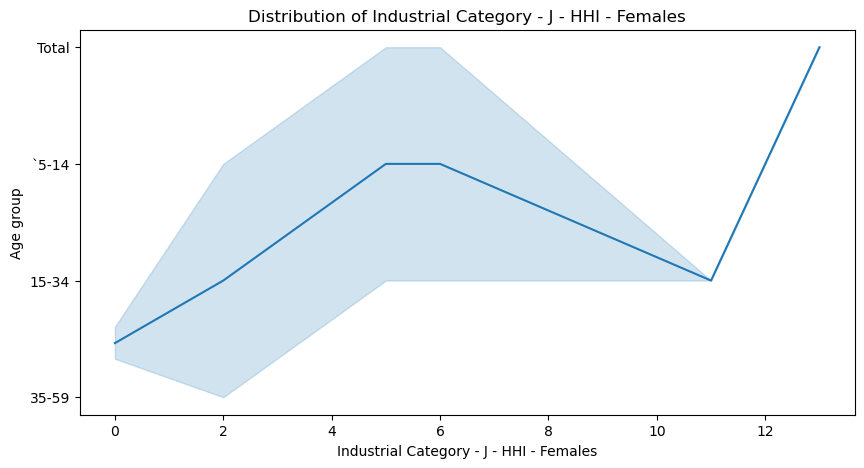 Distribution of Industrial Category - J - HHI - Females
Total
`5-14
15-34
35-59
Age group
0 2 4 6 8 10 12
Industrial Category - J - HHI - Females